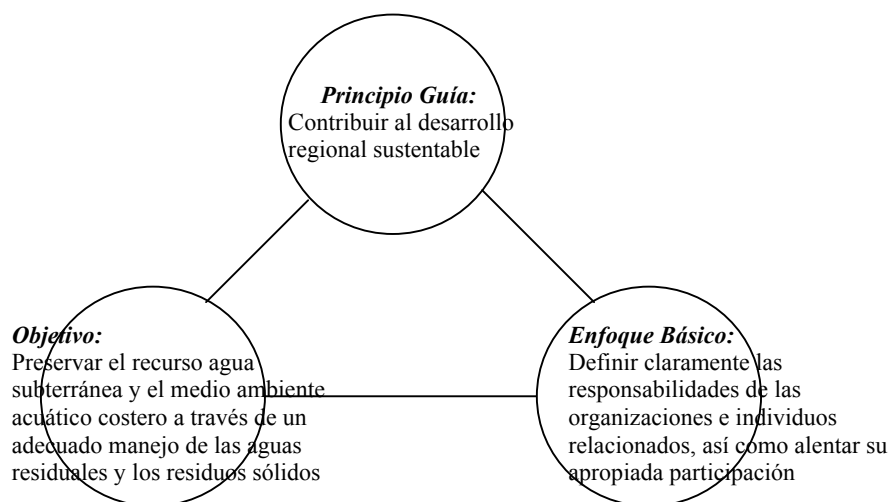 Principio Guía:
Contribuir al desarrollo
regional sustentable
Objetivo:
Preservar el recurso agua
subterránea y el medio ambiente
acuático costero a través de un
adecuado manejo de las aguas
residuales y los residuos sólidos
Enfoque Básico:
Definir claramente las
responsabilidades de las
organizaciones e individuos
relacionados, así como alentar su
apropiada participación